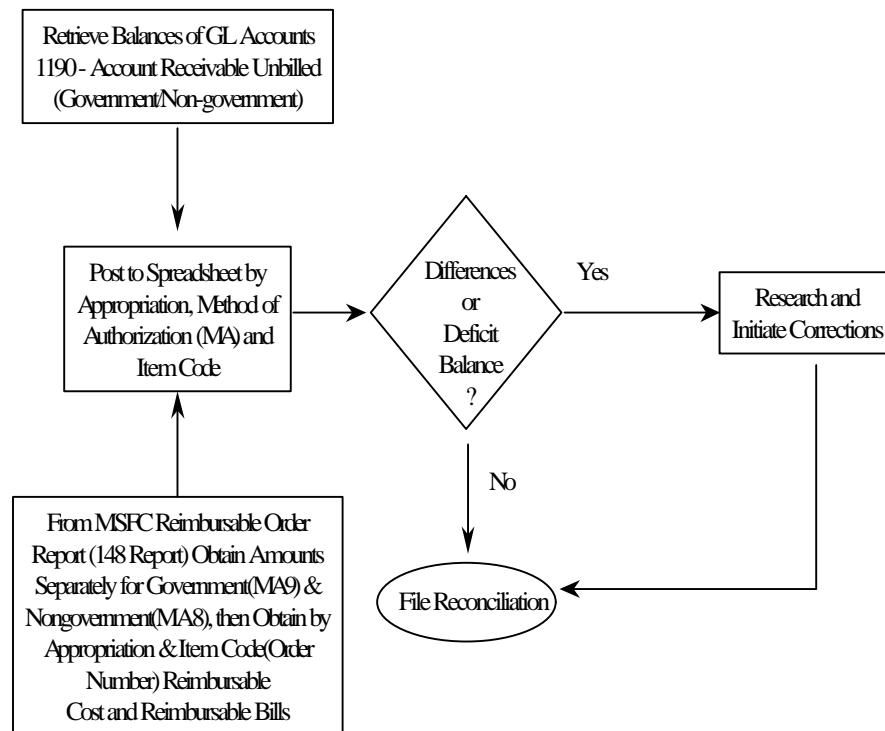 Retrieve Balances of GL Accounts
1190 - Account Receivable Unbilled
(Government/Non-government)
Post to Spreadsheet by
Appropriation, Method of
Authorization (MA) and
Item Code
Differences
or
Deficit
Balance
?
Yes
Research and
Initiate Corrections
No
From MSFC Reimbursable Order
Report (148 Report) Obtain Amounts
Separately for Government(MA9) &
Nongovernment(MA8), then Obtain by
Appropriation & Item Code(Order
Number) Reimbursable
Cost and Reimbursable Bills
File Reconciliation